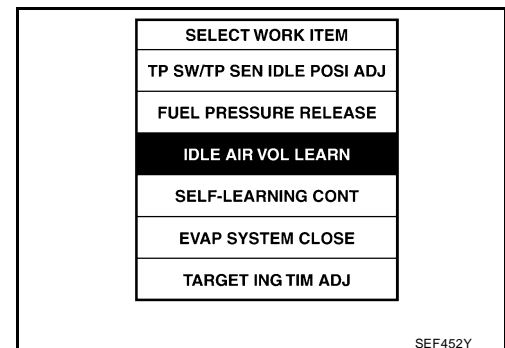 SELECT WORK ITEM
TP SW/TP SEN IDLE POSI ADJ
FUEL PRESSURE RELEASE
IDLE AIR VOL LEARN
SELF-LEARNING CONT
EVAP SYSTEM CLOSE
TARGET ING TIM ADJ
SEF452Y